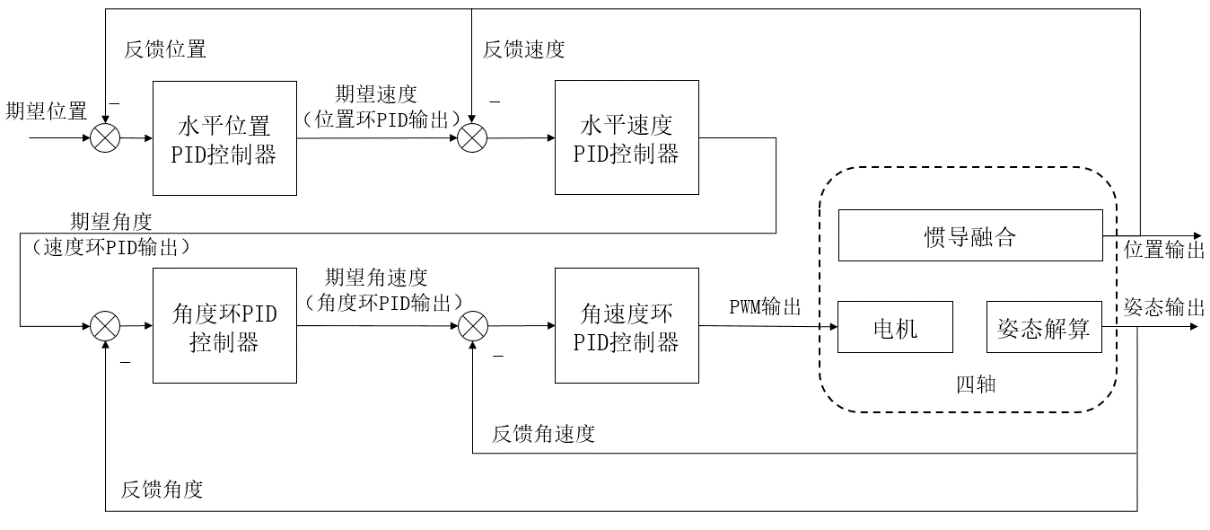 反馈位置
反馈速度
期望位置
水平位置
PID控制器
期望速度
（位置环PID输出）
水平速度
PID控制器
期望角度
（速度环PID输出）
惯导融合
位置输出
角度环PID
控制器
期望角速度
（角度环PID输出）
角速度环
PID控制器
PWM输出
电机
姿态解算
姿态输出
四轴
反馈角速度
反馈角度